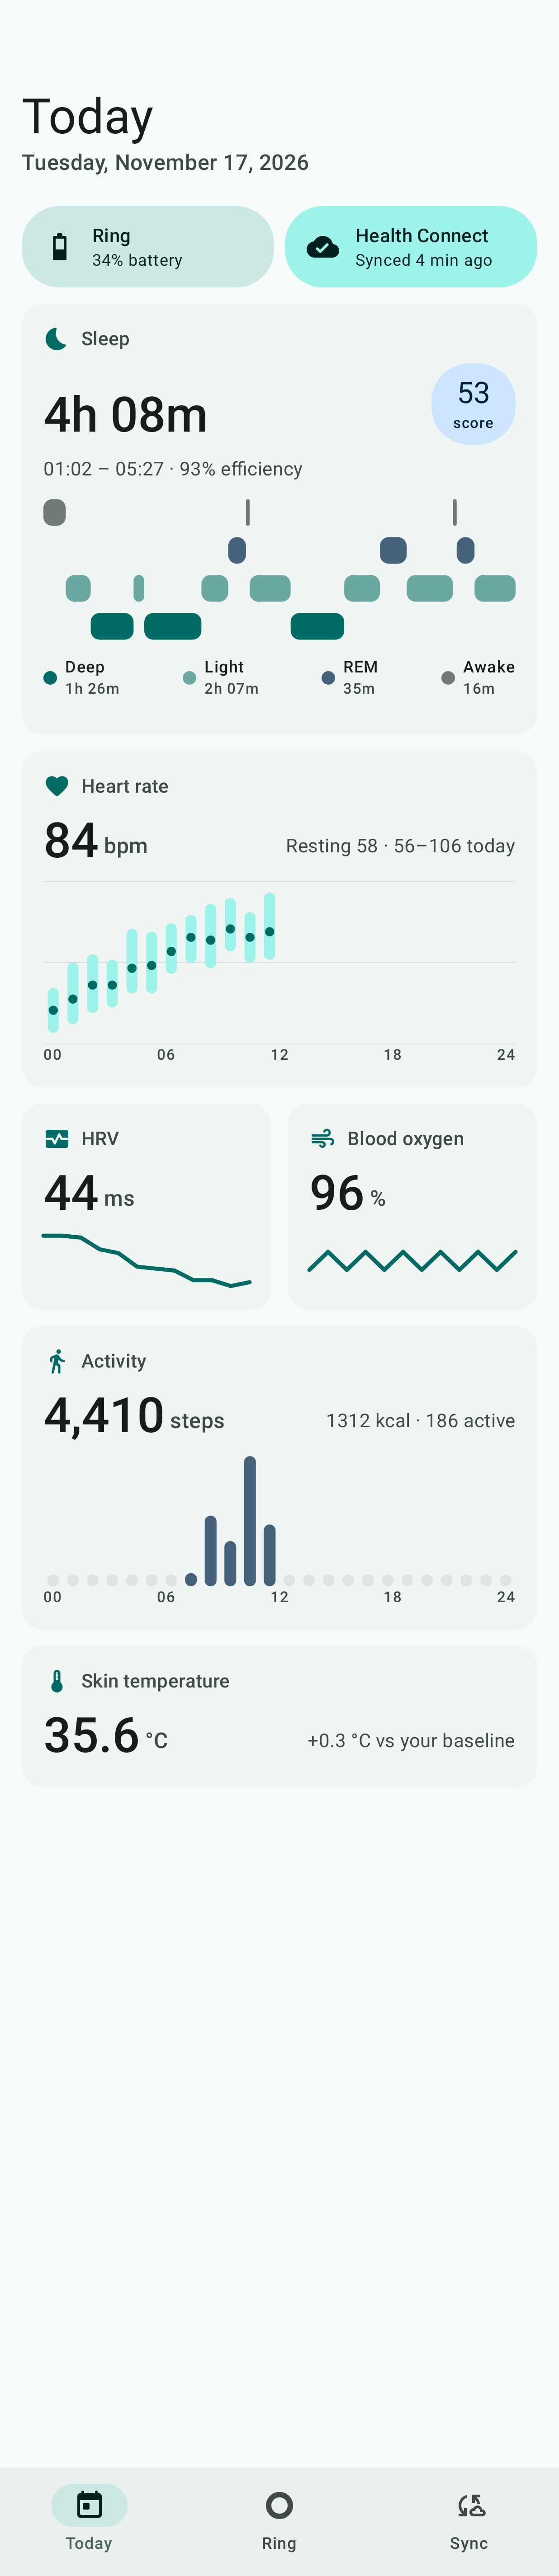 Today
Tuesday, November 17, 2026
Ring
34% battery
Health Connect
Synced 4 min ago
Sleep
4h 08m
53
score
01:02 – 05:27 · 93% efficiency
Deep
1h 26m
Light
2h 07m
REM
35m
Awake
16m
Heart rate
84 bpm
Resting 58 · 56–106 today
00 06 12 18 24
HRV
44 ms
Blood oxygen
96 %
Activity
4,410 steps
1312 kcal · 186 active
00 06 12 18 24
Skin temperature
35.6 °C
+0.3 °C vs your baseline
Today
Ring
Sync